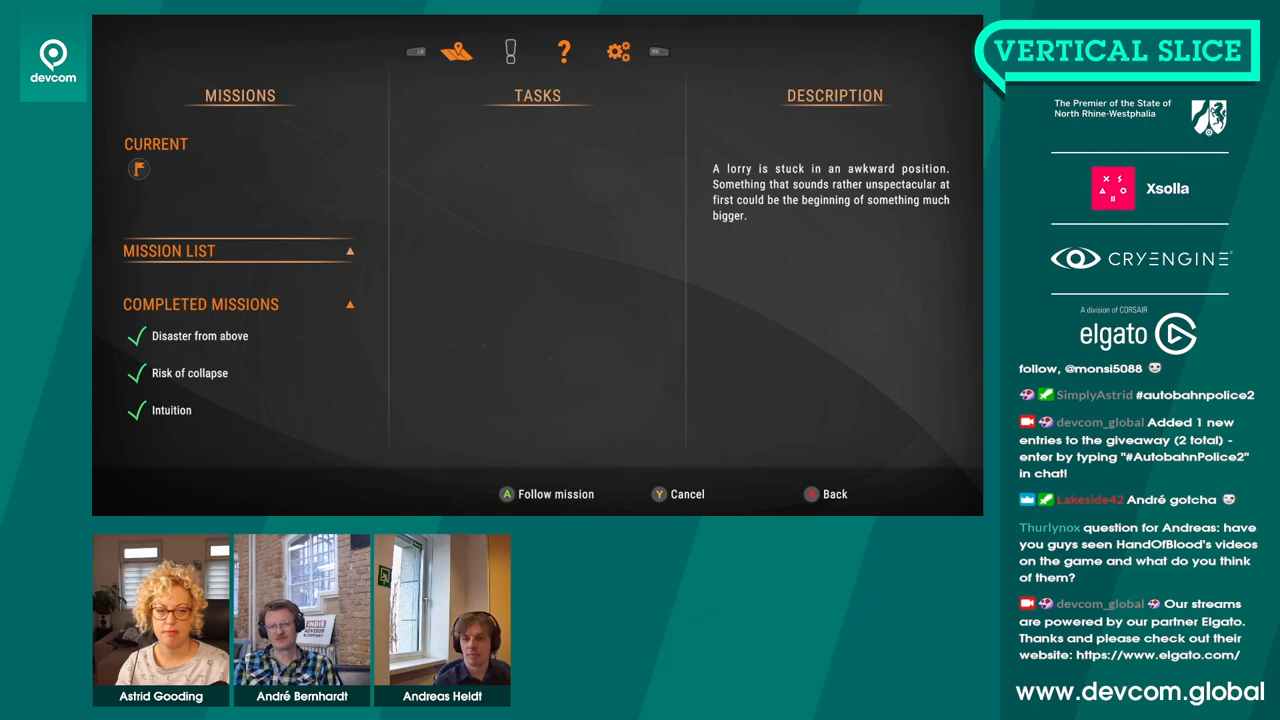 devcom
LB
RB
MISSIONS
TASKS
DESCRIPTION
CURRENT
A lorry is stuck in an awkward position.
Something that sounds rather unspectacular at
first could be the beginning of something much
bigger.
MISSION LIST
COMPLETED MISSIONS
Disaster from above
Risk of collapse
Intuition
A Follow mission
Y Cancel
Back
INDIE
ADVISOR
&COMPANY
Astrid Gooding
André Bernhardt
Andreas Heldt
VERTICAL SLICE
The Premier of the State of
North Rhine-Westphalia
Xsolla
CRYENGINE®
A division of CORSAIR
elgato
follow, @monsi5088
SimplyAstrid #autobahnpolice2
devcom_global Added 1 new
entries to the giveaway (2 total) -
enter by typing "#AutobahnPolice2"
in chat!
Lakeside42 André gotcha
Thurlynox question for Andreas: have
you guys seen HandOfBlood's videos
on the game and what do you think
of them?
devcom_global Our streams
are powered by our partner Elgato.
Thanks and please check out their
website: https://www.elgato.com/
www.devcom.global